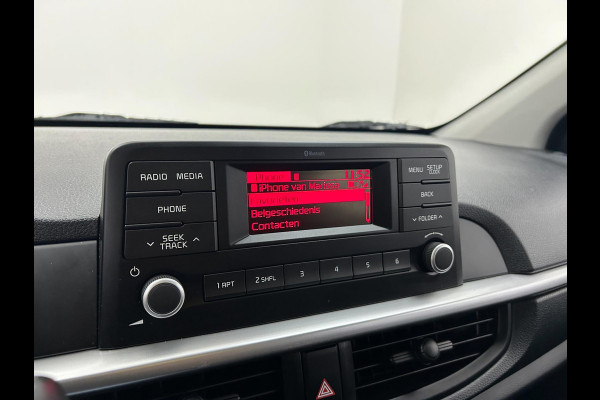 Bluetooth
RADIO MEDIA
PHONE
SEEK
TRACK
iPhone van
Belgeschiedenis
Contacten
MENU SETUP
CLOCK
BACK
FOLDER
1 RPT 2 SHFL 3 4 5 6